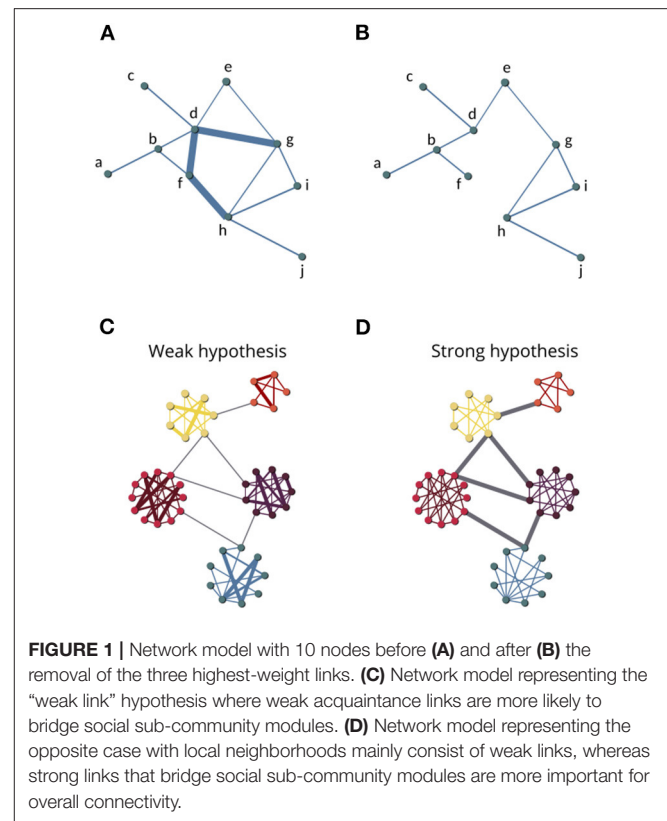 A
B
e
e
c
c
d
d
b
g
b
g
a
f
i
a
f
i
h
h
j
j
C
D
Weak hypothesis
Strong hypothesis
FIGURE 1 | Network model with 10 nodes before (A) and after (B) the
removal of the three highest-weight links. (C) Network model representing the
“weak link” hypothesis where weak acquaintance links are more likely to
bridge social sub-community modules. (D) Network model representing the
opposite case with local neighborhoods mainly consist of weak links, whereas
strong links that bridge social sub-community modules are more important for
overall connectivity.